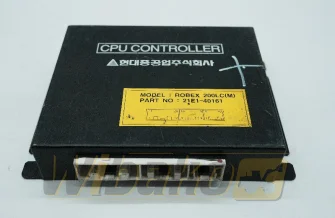 CPU CONTROLLER
현대중공업주식회사
MODEL : ROBEX 200LC(M)
PART NO : 21E1-40161